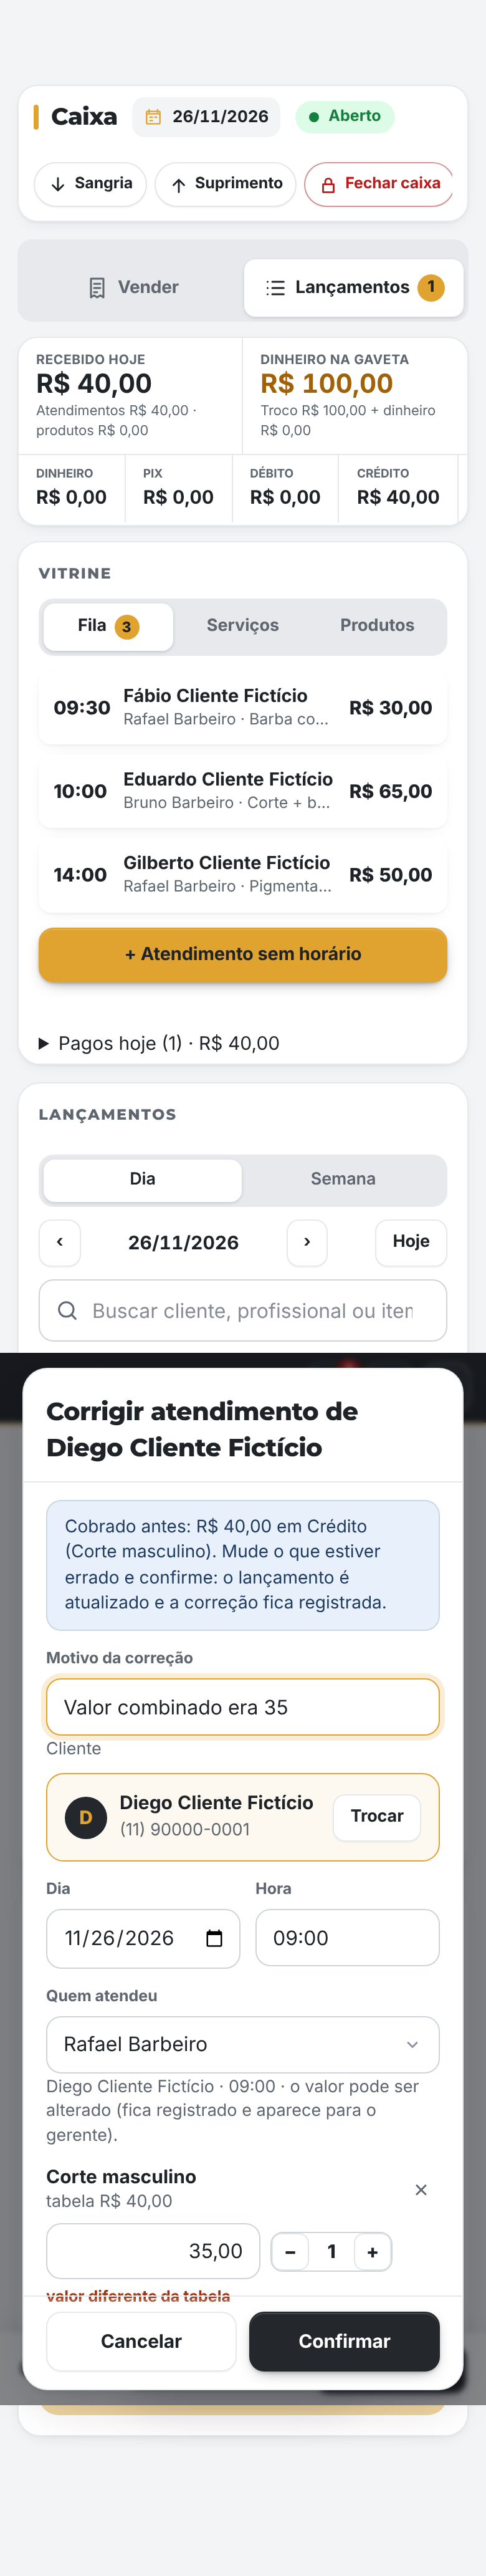 Caixa
26/11/2026
Aberto
Sangria
Suprimento
Fechar caixa
Vender
Lançamentos 1
RECEBIDO HOJE
R$ 40,00
Atendimentos R$ 40,00 ·
produtos R$ 0,00
DINHEIRO NA GAVETA
R$ 100,00
Troco R$ 100,00 + dinheiro
R$ 0,00
DINHEIRO
R$ 0,00
PIX
R$ 0,00
DÉBITO
R$ 0,00
CRÉDITO
R$ 40,00
VITRINE
Fila 3
Serviços
Produtos
09:30
Fábio Cliente Fictício
Rafael Barbeiro · Barba co...
R$ 30,00
10:00
Eduardo Cliente Fictício
Bruno Barbeiro · Corte + b...
R$ 65,00
14:00
Gilberto Cliente Fictício
Rafael Barbeiro · Pigmenta...
R$ 50,00
+ Atendimento sem horário
Pagos hoje (1) · R$ 40,00
LANÇAMENTOS
Dia
Semana
‹
26/11/2026
›
Hoje
Buscar cliente, profissional ou iter
Corrigir atendimento de
Diego Cliente Fictício
Cobrado antes: R$ 40,00 em Crédito
(Corte masculino). Mude o que estiver
errado e confirme: o lançamento é
atualizado e a correção fica registrada.
Motivo da correção
Valor combinado era 35
Cliente
D
Diego Cliente Fictício
(11) 90000-0001
Trocar
Dia
Hora
11/26/2026
09:00
Quem atendeu
Rafael Barbeiro
Diego Cliente Fictício · 09:00 · o valor pode ser
alterado (fica registrado e aparece para o
gerente).
Corte masculino
tabela R$ 40,00
×
35,00
− 1 +
valor diferente da tabela
Cancelar
Confirmar